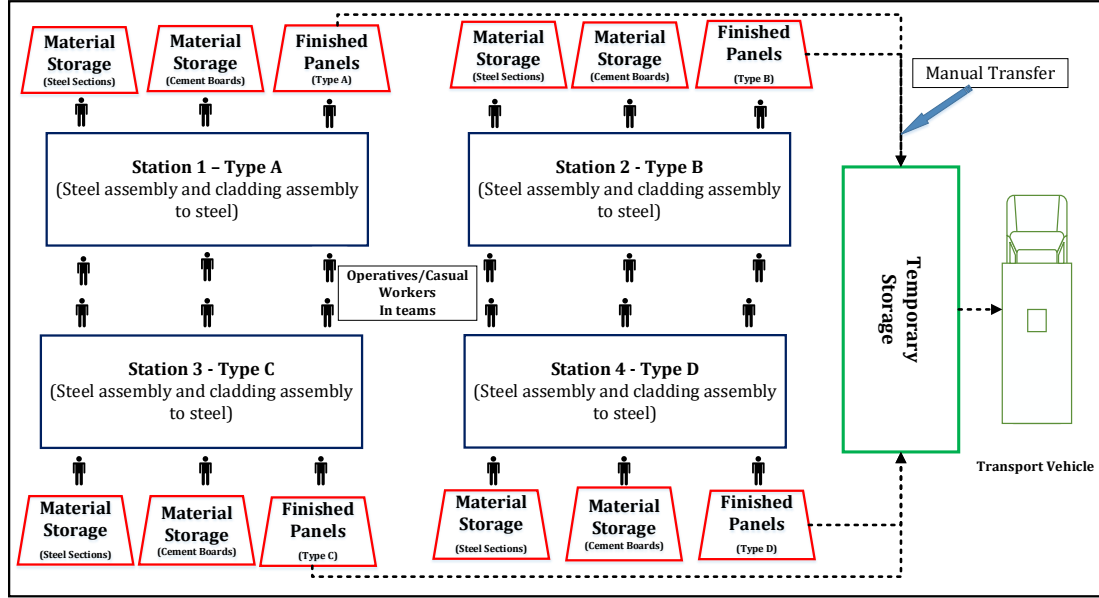 Material
Storage
(Steel Sections)
Material
Storage
(Cement Boards)
Finished
Panels
(Type A)
Material
Storage
(Steel Sections)
Material
Storage
(Cement Boards)
Finished
Panels
(Type B)
Manual Transfer
Station 1 – Type A
(Steel assembly and cladding assembly
to steel)
Station 2 - Type B
(Steel assembly and cladding assembly
to steel)
Operatives/Casual
Workers
In teams
Temporary
Storage
Station 3 - Type C
(Steel assembly and cladding assembly
to steel)
Station 4 - Type D
(Steel assembly and cladding assembly
to steel)
Transport Vehicle
Material
Storage
(Steel Sections)
Material
Storage
(Cement Boards)
Finished
Panels
(Type C)
Material
Storage
(Steel Sections)
Material
Storage
(Cement Boards)
Finished
Panels
(Type D)